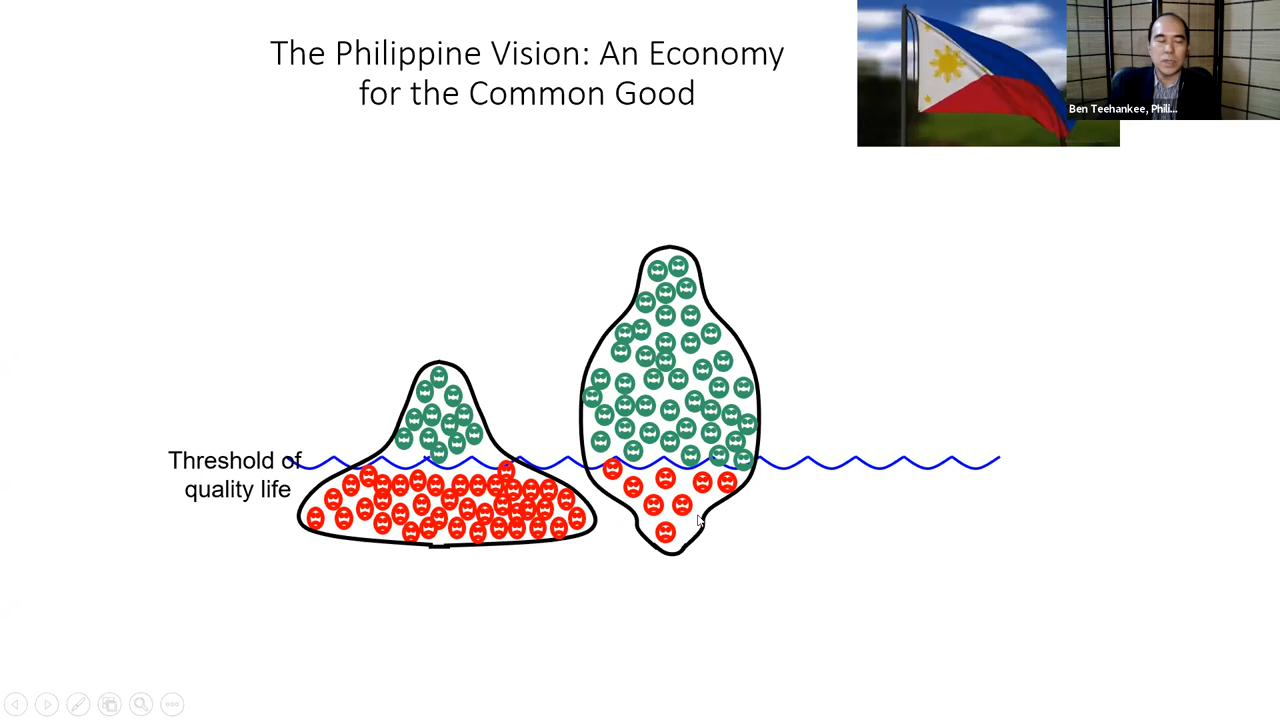 The Philippine Vision: An Economy
for the Common Good
Ben Teehankee, Phili...
Threshold of
quality life